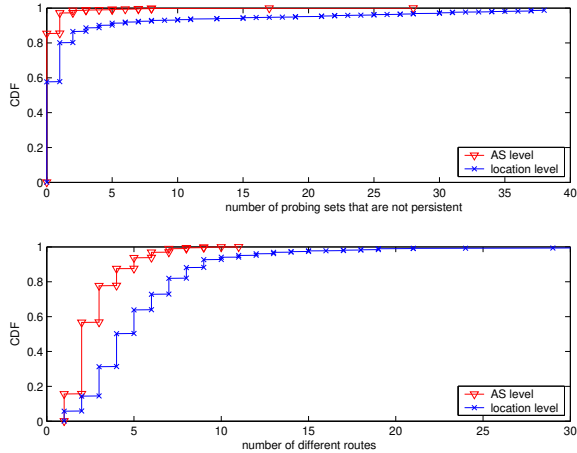 1
0.8
0.6
0.4
0.2
0
CDF
0 5 10 15 20 25 30 35 40
number of probing sets that are not persistent
AS level
location level
1
0.8
0.6
0.4
0.2
0
CDF
0 5 10 15 20 25 30
number of different routes
AS level
location level